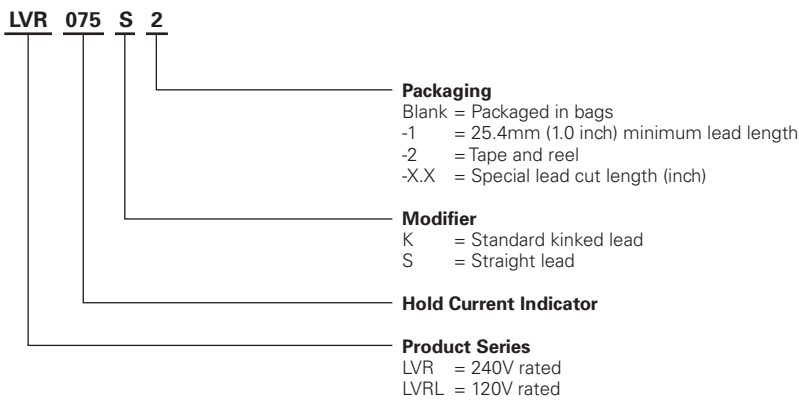 LVR 075 S 2
Packaging
Blank = Packaged in bags
-1 = 25.4mm (1.0 inch) minimum lead length
-2 = Tape and reel
-X.X = Special lead cut length (inch)
Modifier
K = Standard kinked lead
S = Straight lead
Hold Current Indicator
Product Series
LVR = 240V rated
LVRL = 120V rated